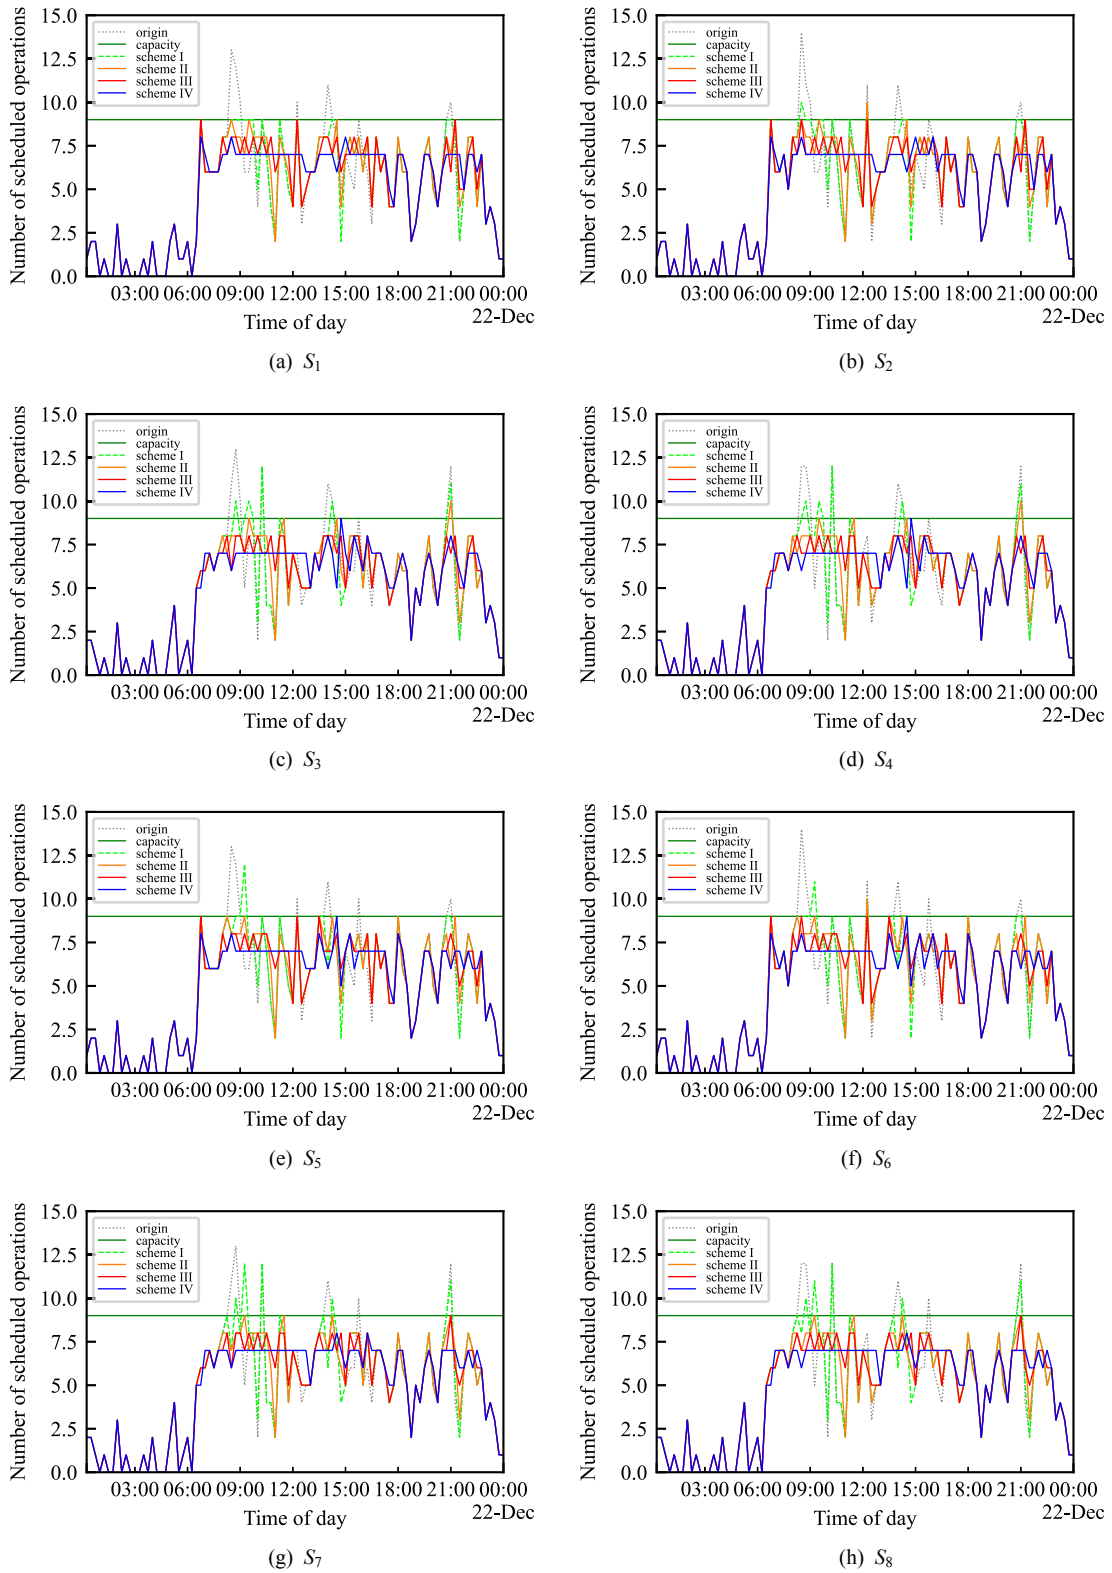 15.0
12.5
10.0
7.5
5.0
2.5
0.0
Number of scheduled operations
origin
capacity
scheme I
scheme II
scheme III
scheme IV
03:00 06:00 09:00 12:00 15:00 18:00 21:00 00:00
22-Dec
Time of day
(a) S1
15.0
12.5
10.0
7.5
5.0
2.5
0.0
Number of scheduled operations
origin
capacity
scheme I
scheme II
scheme III
scheme IV
03:00 06:00 09:00 12:00 15:00 18:00 21:00 00:00
22-Dec
Time of day
(b) S2
15.0
12.5
10.0
7.5
5.0
2.5
0.0
Number of scheduled operations
origin
capacity
scheme I
scheme II
scheme III
scheme IV
03:00 06:00 09:00 12:00 15:00 18:00 21:00 00:00
22-Dec
Time of day
(c) S3
15.0
12.5
10.0
7.5
5.0
2.5
0.0
Number of scheduled operations
origin
capacity
scheme I
scheme II
scheme III
scheme IV
03:00 06:00 09:00 12:00 15:00 18:00 21:00 00:00
22-Dec
Time of day
(d) S4
15.0
12.5
10.0
7.5
5.0
2.5
0.0
Number of scheduled operations
origin
capacity
scheme I
scheme II
scheme III
scheme IV
03:00 06:00 09:00 12:00 15:00 18:00 21:00 00:00
22-Dec
Time of day
(e) S5
15.0
12.5
10.0
7.5
5.0
2.5
0.0
Number of scheduled operations
origin
capacity
scheme I
scheme II
scheme III
scheme IV
03:00 06:00 09:00 12:00 15:00 18:00 21:00 00:00
22-Dec
Time of day
(f) S6
15.0
12.5
10.0
7.5
5.0
2.5
0.0
Number of scheduled operations
origin
capacity
scheme I
scheme II
scheme III
scheme IV
03:00 06:00 09:00 12:00 15:00 18:00 21:00 00:00
22-Dec
Time of day
(g) S7
15.0
12.5
10.0
7.5
5.0
2.5
0.0
Number of scheduled operations
origin
capacity
scheme I
scheme II
scheme III
scheme IV
03:00 06:00 09:00 12:00 15:00 18:00 21:00 00:00
22-Dec
Time of day
(h) S8